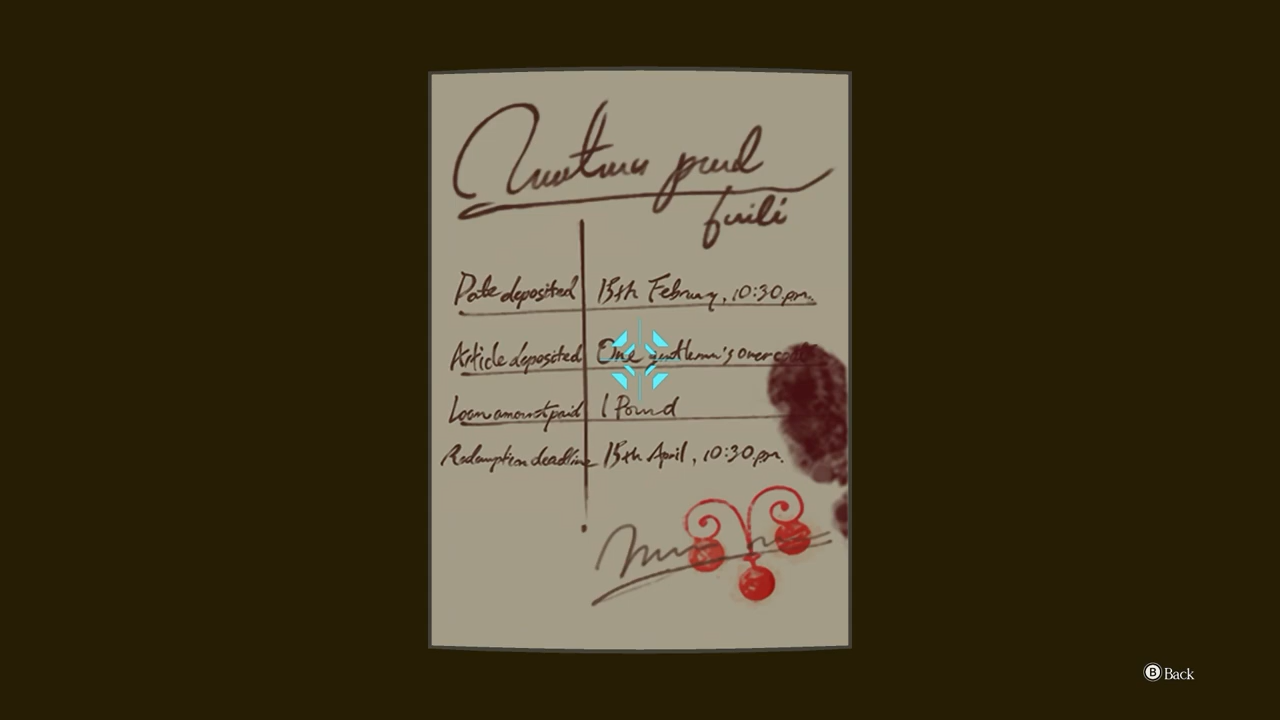 Date deposited 15th February, 10:30 p.m.
Article deposited One gentleman's overcoat
Loan amount paid 1 Pound
Redemption deadline 15th April, 10:30 p.m.
B Back